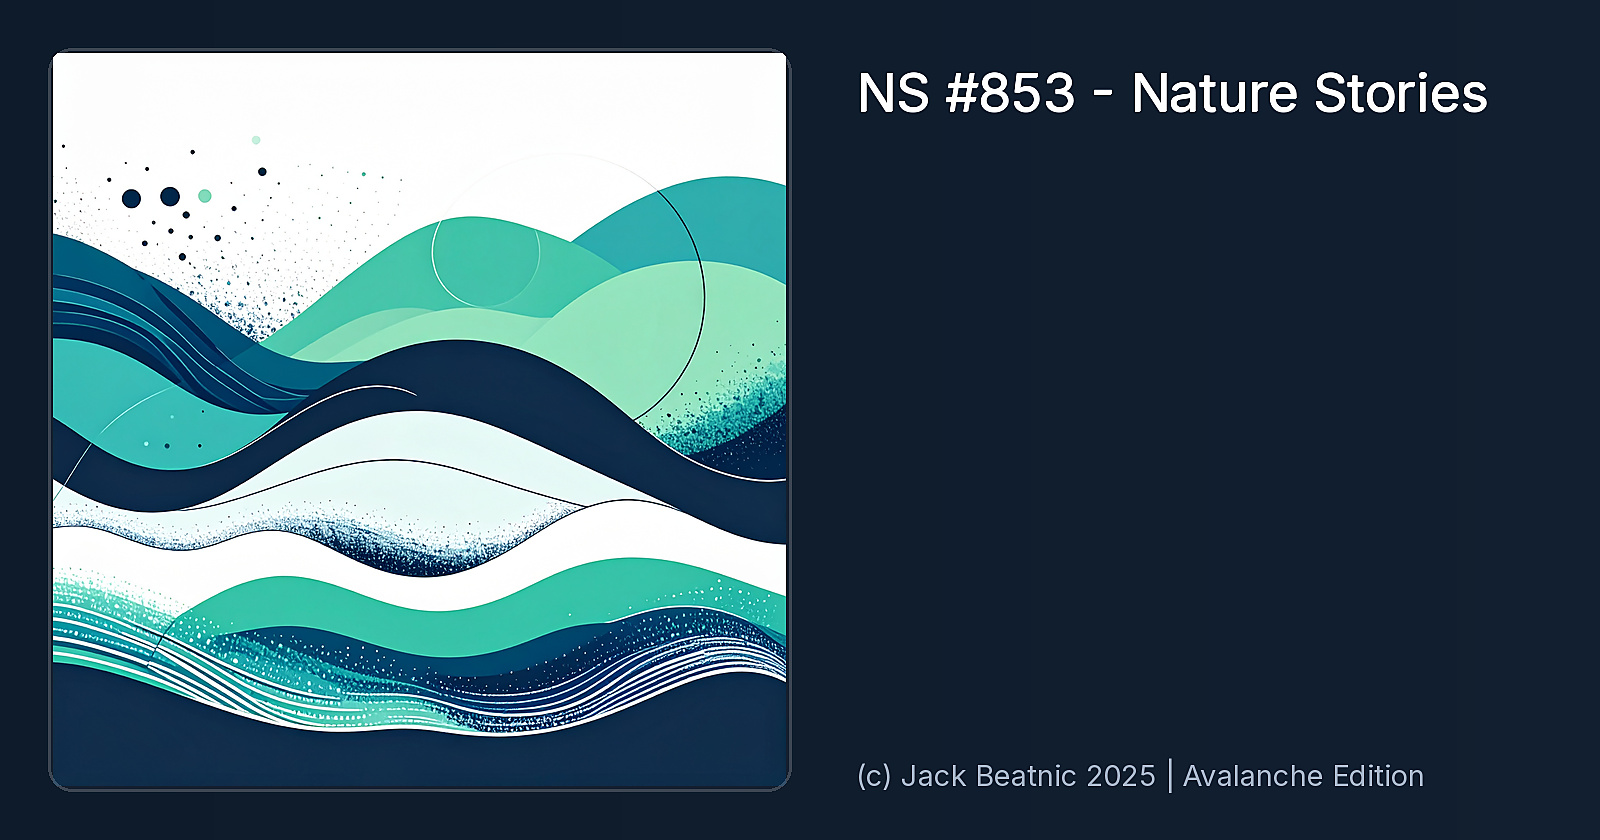 NS #853 - Nature Stories
(c) Jack Beatnic 2025 | Avalanche Edition